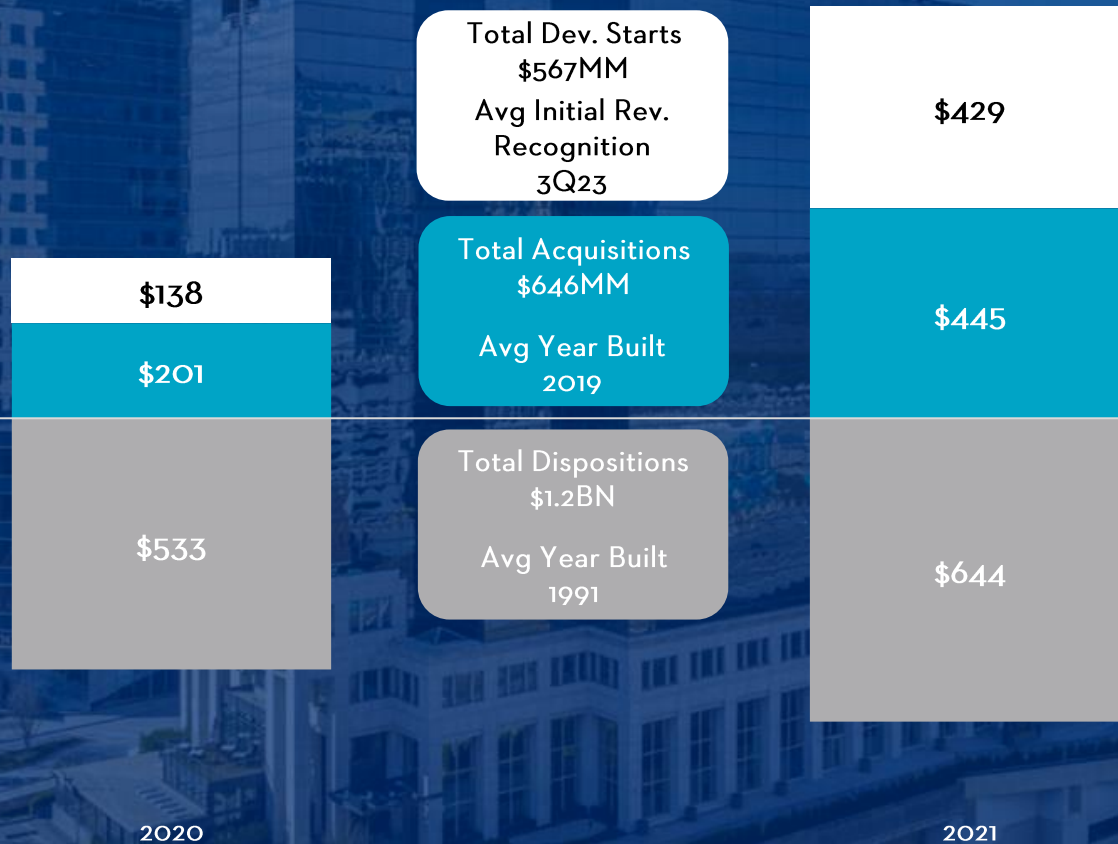 Total Dev. Starts
$567MM
Avg Initial Rev.
Recognition
3Q23
$429
Total Acquisitions
$646MM
Avg Year Built
2019
$138
$201
$445
Total Dispositions
$1.2BN
Avg Year Built
1991
$533
$644
2020
2021